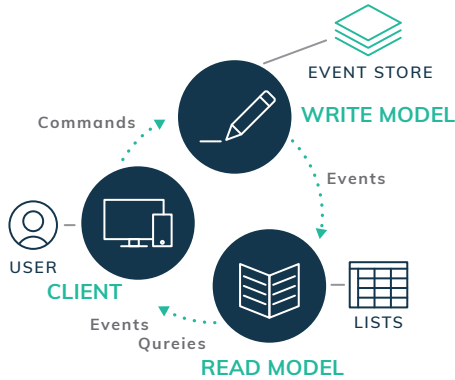 EVENT STORE
WRITE MODEL
Commands
Events
USER
CLIENT
LISTS
Events
Qureies
READ MODEL